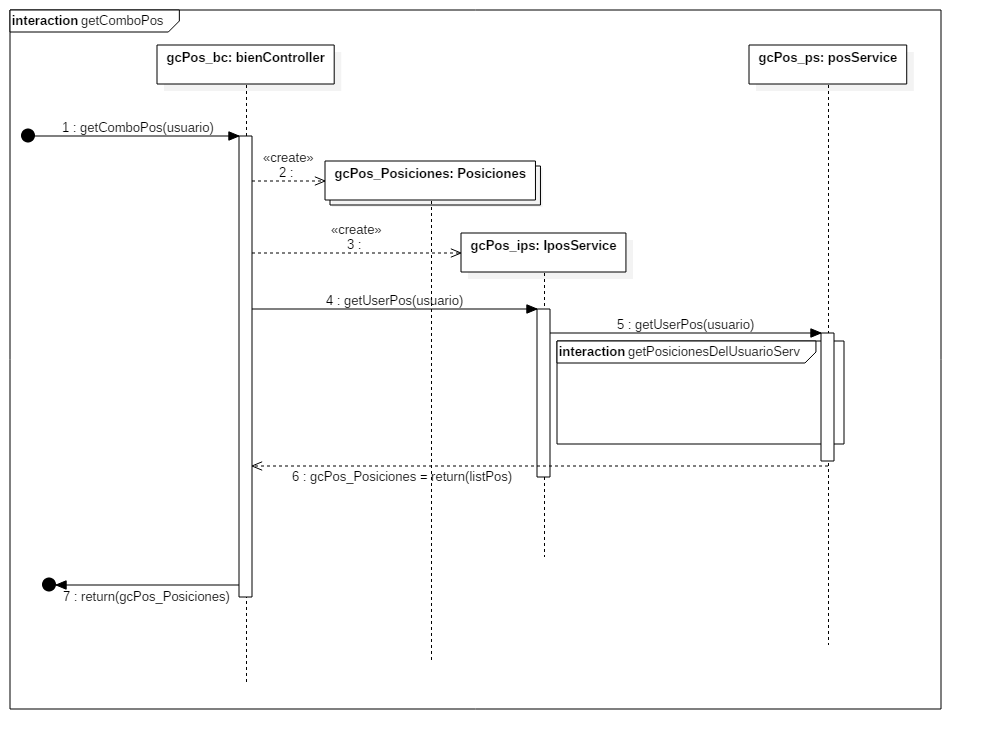 interaction getComboPos
gcPos_bc: bienController
gcPos_ps: posService
1 : getComboPos(usuario)
«create»
2 :
gcPos_Posiciones: Posiciones
«create»
3 :
gcPos_ips: IposService
4 : getUserPos(usuario)
5 : getUserPos(usuario)
interaction getPosicionesDelUsuarioServ
6 : gcPos_Posiciones = return(listPos)
7 : return(gcPos_Posiciones)